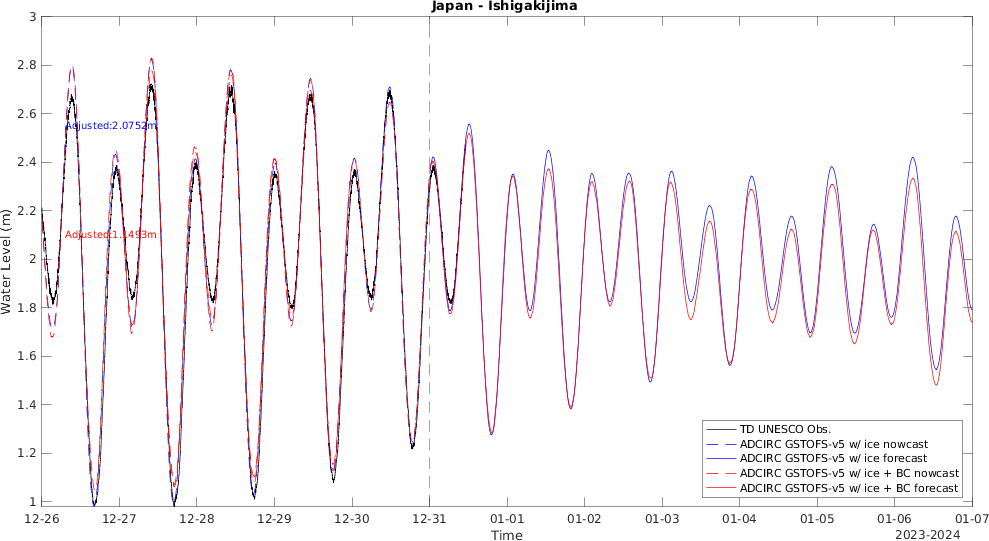 Japan - Ishigakijima
Water Level (m)
3
2.8
2.6
2.4
2.2
2
1.8
1.6
1.4
1.2
1
Adjusted:2.0752m
Adjusted:1.1493m
TD UNESCO Obs.
ADCIRC GSTOFS-v5 w/ ice nowcast
ADCIRC GSTOFS-v5 w/ ice forecast
ADCIRC GSTOFS-v5 w/ ice + BC nowcast
ADCIRC GSTOFS-v5 w/ ice + BC forecast
12-26 12-27 12-28 12-29 12-30 12-31 01-01 01-02 01-03 01-04 01-05 01-06 01-07
Time
2023-2024